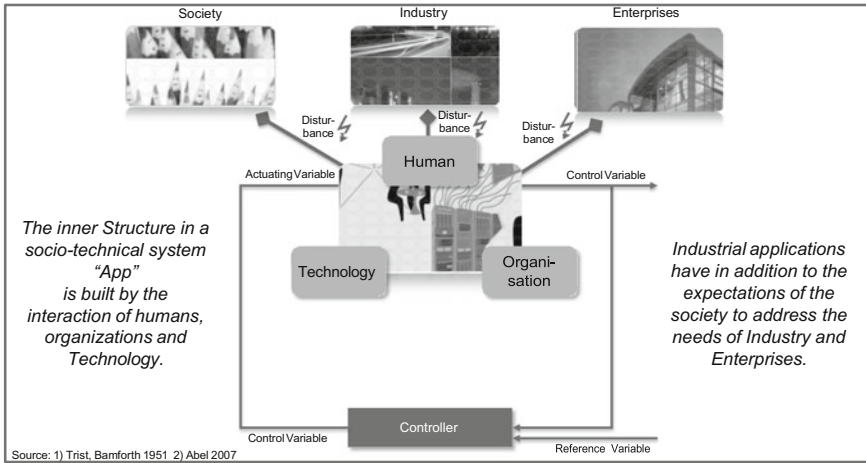 Society
Industry
Enterprises
Distur-
bance
Distur-
bance
Distur-
bance
Human
Actuating Variable
Control Variable
The inner Structure in a
socio-technical system
“App”
is built by the
interaction of humans,
organizations and
Technology.
Technology
Organi-
sation
Industrial applications
have in addition to the
expectations of the
society to address the
needs of Industry and
Enterprises.
Controller
Control Variable
Reference Variable
Source: 1) Trist, Bamforth 1951 2) Abel 2007